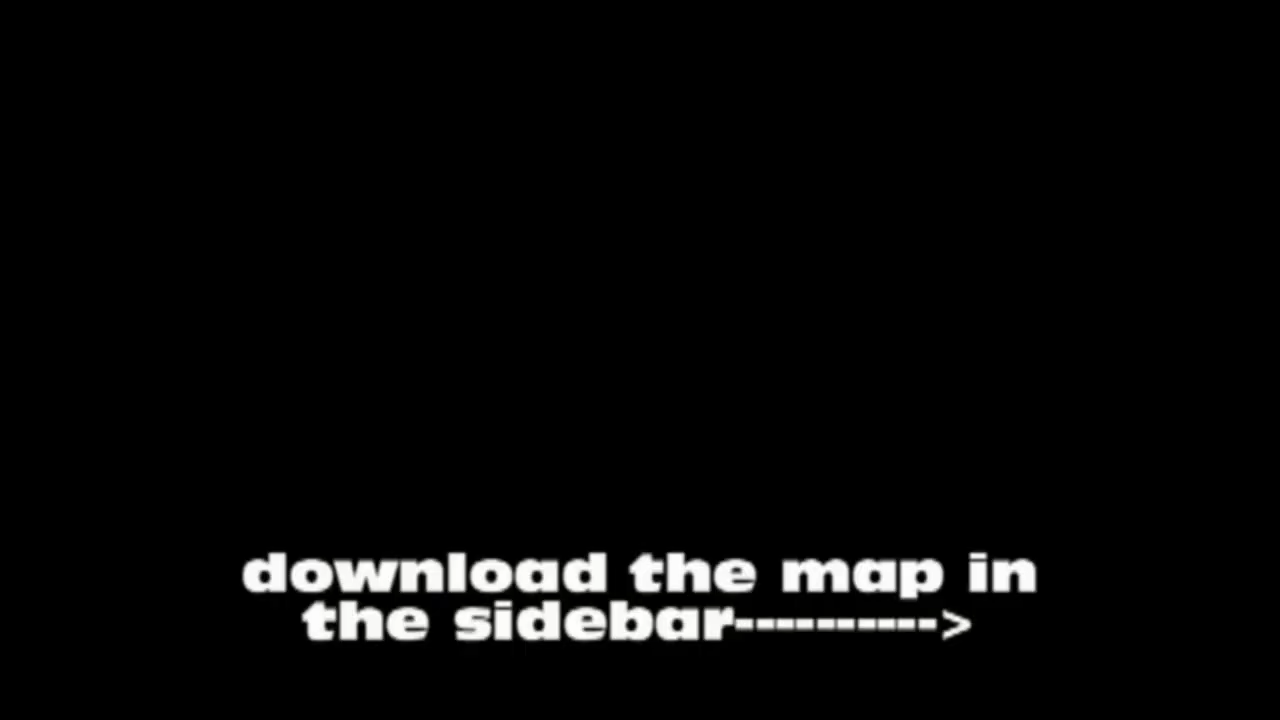 download the map in
the sidebar---------->